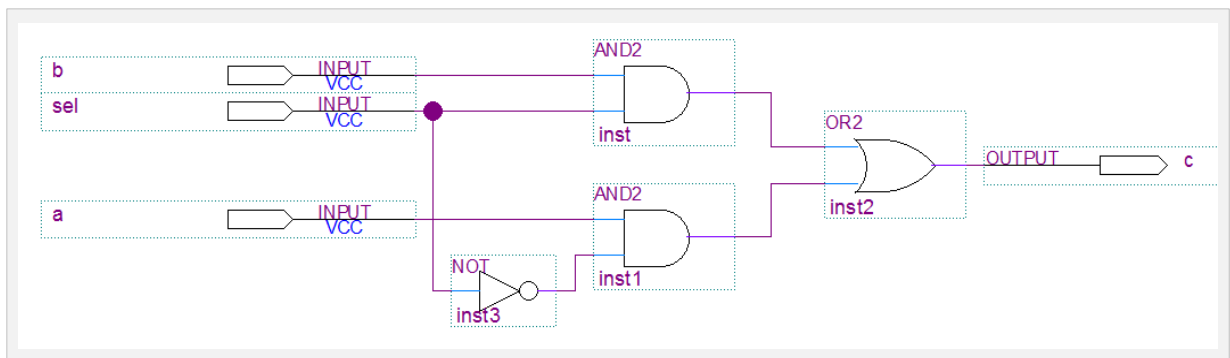 AND2
b INPUT
VCC
sel INPUT
VCC
inst
OR2
OUTPUT c
AND2
inst2
a INPUT
VCC
NOT
inst1
inst3